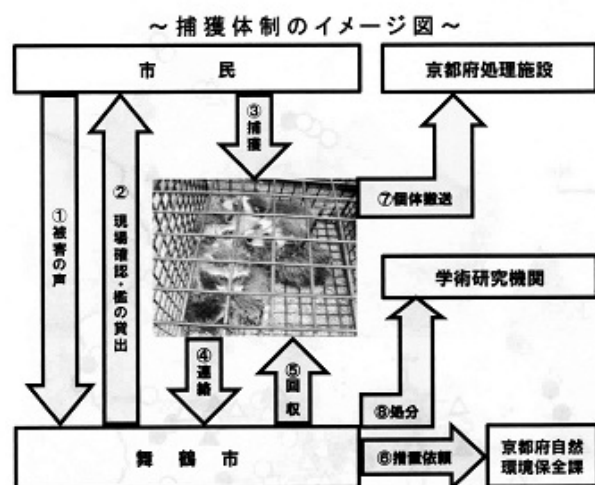 ～捕獲体制のイメージ図～
市民
京都府処理施設
③捕獲
①被害の声
②現場確認・檻の貸出
⑦個体搬送
学術研究機関
④連絡
⑤回収
⑧処分
舞鶴市
⑥措置依頼
京都府自然
環境保全課